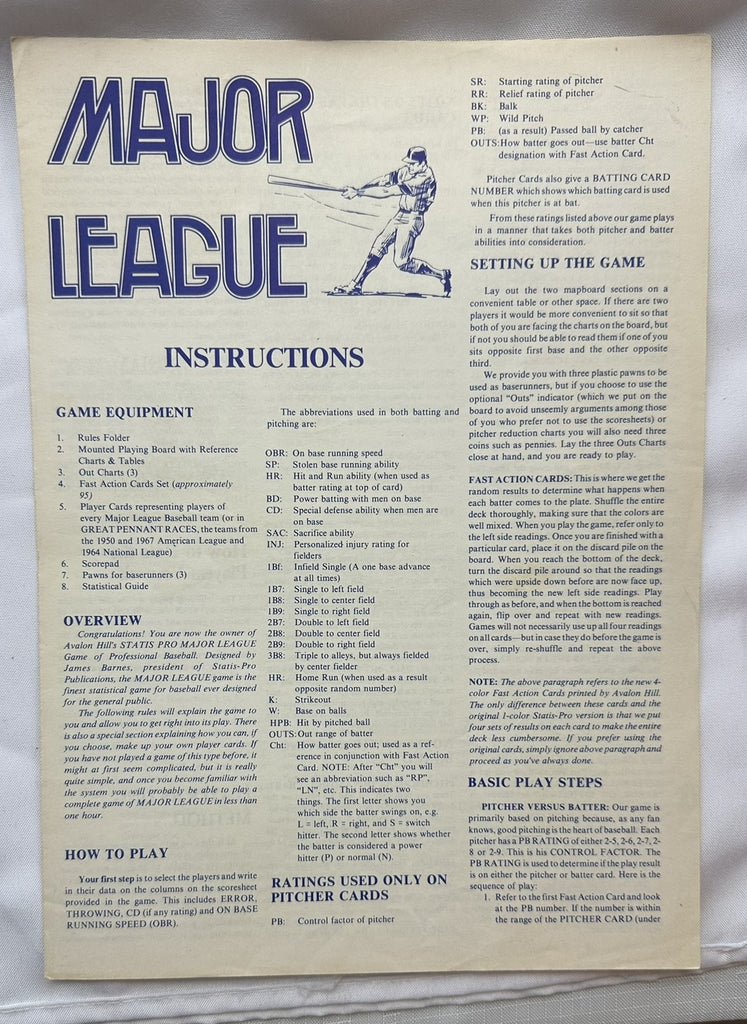 MAJOR
LEAGUE
INSTRUCTIONS
GAME EQUIPMENT
1. Rules Folder
2. Mounted Playing Board with Reference
Charts & Tables
3. Out Charts (3)
4. Fast Action Cards Set (approximately
95)
5. Player Cards representing players of
every Major League Baseball team (or in
GREAT PENNANT RACES, the teams from
the 1950 and 1967 American League and
1964 National League)
6. Scorepad
7. Pawns for baserunners (3)
8. Statistical Guide
OVERVIEW
Congratulations! You are now the owner of
Avalon Hill's STATIS PRO MAJOR LEAGUE
Game of Professional Baseball. Designed by
James Barnes, president of Statis-Pro
Publications, the MAJOR LEAGUE game is the
finest statistical game for baseball ever designed
for the general public.
The following rules will explain the game to
you and allow you to get right into its play. There
is also a special section explaining how you can, if
you choose, make up your own player cards. If
you have not played a game of this type before, it
might at first seem complicated, but it is really
quite simple, and once you become familiar with
the system you will probably be able to play a
complete game of MAJOR LEAGUE in less than
one hour.
HOW TO PLAY
Your first step is to select the players and write
in their data on the columns on the scoresheet
provided in the game. This includes ERROR,
THROWING, CD (if any rating) and ON BASE
RUNNING SPEED (OBR).
The abbreviations used in both batting and
pitching are:
OBR: On base running speed
SP: Stolen base running ability
HR: Hit and Run ability (when used as
batter rating at top of card)
BD: Power batting with men on base
CD: Special defense ability when men are
on base
SAC: Sacrifice ability
INJ: Personalized injury rating for
fielders
1Bf: Infield Single (A one base advance
at all times)
1B7: Single to left field
1B8: Single to center field
1B9: Single to right field
2B7: Double to left field
2B8: Double to center field
2B9: Double to right field
3B8: Triple to alleys, but always fielded
by center fielder
HR: Home Run (when used as a result
opposite random number)
K: Strikeout
W: Base on balls
HPB: Hit by pitched ball
OUTS: Out range of batter
Cht: How batter goes out; used as a ref-
erence in conjunction with Fast Action
Card. NOTE: After "Cht" you will
see an abbreviation such as "RP",
"LN", etc. This indicates two
things. The first letter shows you
which side the batter swings on, e.g.
L = left, R = right, and S = switch
hitter. The second letter shows whether
the batter is considered a power
hitter (P) or normal (N).
RATINGS USED ONLY ON
PITCHER CARDS
PB: Control factor of pitcher
SR: Starting rating of pitcher
RR: Relief rating of pitcher
BK: Balk
WP: Wild Pitch
PB: (as a result) Passed ball by catcher
OUTS: How batter goes out—use batter Cht
designation with Fast Action Card.
Pitcher Cards also give a BATTING CARD
NUMBER which shows which batting card is used
when this pitcher is at bat.
From these ratings listed above our game plays
in a manner that takes both pitcher and batter
abilities into consideration.
SETTING UP THE GAME
Lay out the two mapboard sections on a
convenient table or other space. If there are two
players it would be more convenient to sit so that
both of you are facing the charts on the board, but
if not you should be able to read them if one of you
sits opposite first base and the other opposite
third.
We provide you with three plastic pawns to be
used as baserunners, but if you choose to use the
optional "Outs" indicator (which we put on the
board to avoid unseemly arguments among those
of you who prefer not to use the scoresheets) or
pitcher reduction charts you will also need three
coins such as pennies. Lay the three Outs Charts
close at hand, and you are ready to play.
FAST ACTION CARDS: This is where we get the
random results to determine what happens when
each batter comes to the plate. Shuffle the entire
deck thoroughly, making sure that the colors are
well mixed. When you play the game, refer only to
the left side readings. Once you are finished with a
particular card, place it on the discard pile on the
board. When you reach the bottom of the deck,
turn the discard pile around so that the readings
which were upside down before are now face up,
thus becoming the new left side readings. Play
through as before, and when the bottom is reached
again, flip over and repeat with new readings.
Games will not necessarily use up all four readings
on all cards—but in case they do before the game is
over, simply re-shuffle and repeat the above
process.
NOTE: The above paragraph refers to the new 4-
color Fast Action Cards printed by Avalon Hill.
The only difference between these cards and the
original 1-color Statis-Pro version is that we put
four sets of results on each card to make the entire
deck less cumbersome. If you prefer using the
original cards, simply ignore above paragraph and
proceed as you've always done.
BASIC PLAY STEPS
PITCHER VERSUS BATTER: Our game is
primarily based on pitching because, as any fan
knows, good pitching is the heart of baseball. Each
pitcher has a PB RATING of either 2-5, 2-6, 2-7, 2-
8 or 2-9. This is his CONTROL FACTOR. The
PB RATING is used to determine if the play result
is on either the pitcher or batter card. Here is the
sequence of play:
1. Refer to the first Fast Action Card and look
at the PB number. If the number is within
the range of the PITCHER CARD (under